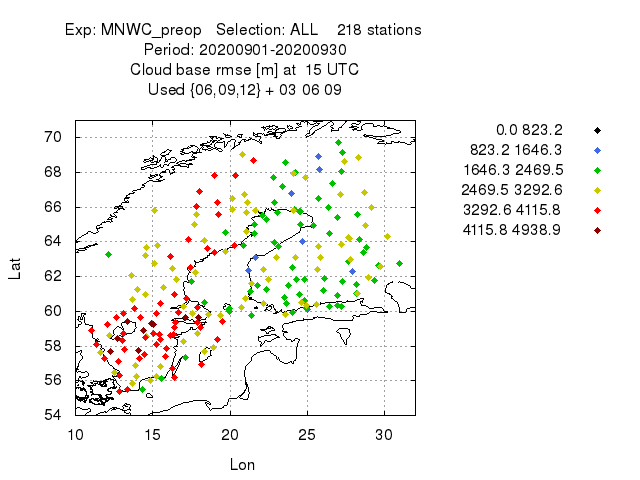 Exp: MNWC_preop   Selection: ALL    218 stations
Period: 20200901-20200930
Cloud base rmse [m] at  15 UTC
Used {06,09,12} + 03 06 09
0.0 823.2
823.2 1646.3
1646.3 2469.5
2469.5 3292.6
3292.6 4115.8
4115.8 4938.9
70
68
66
64
62
60
58
56
54
Lat
10 15 20 25 30
Lon